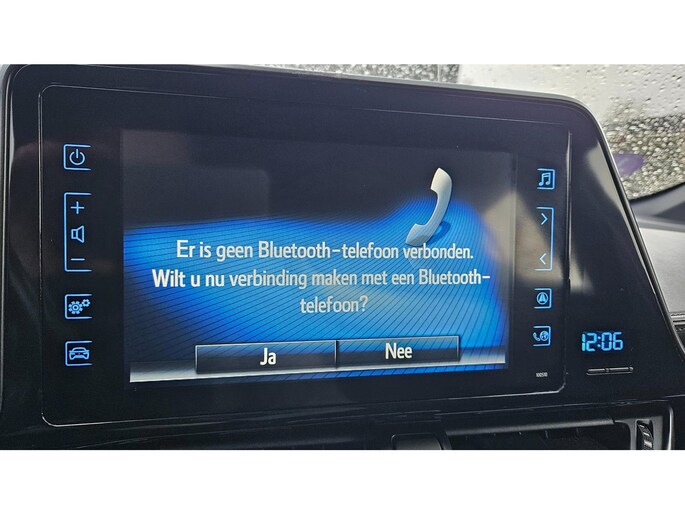 Er is geen Bluetooth-telefoon verbonden.
Wilt u nu verbinding maken met een Bluetooth-
telefoon?
Ja
Nee
12:06